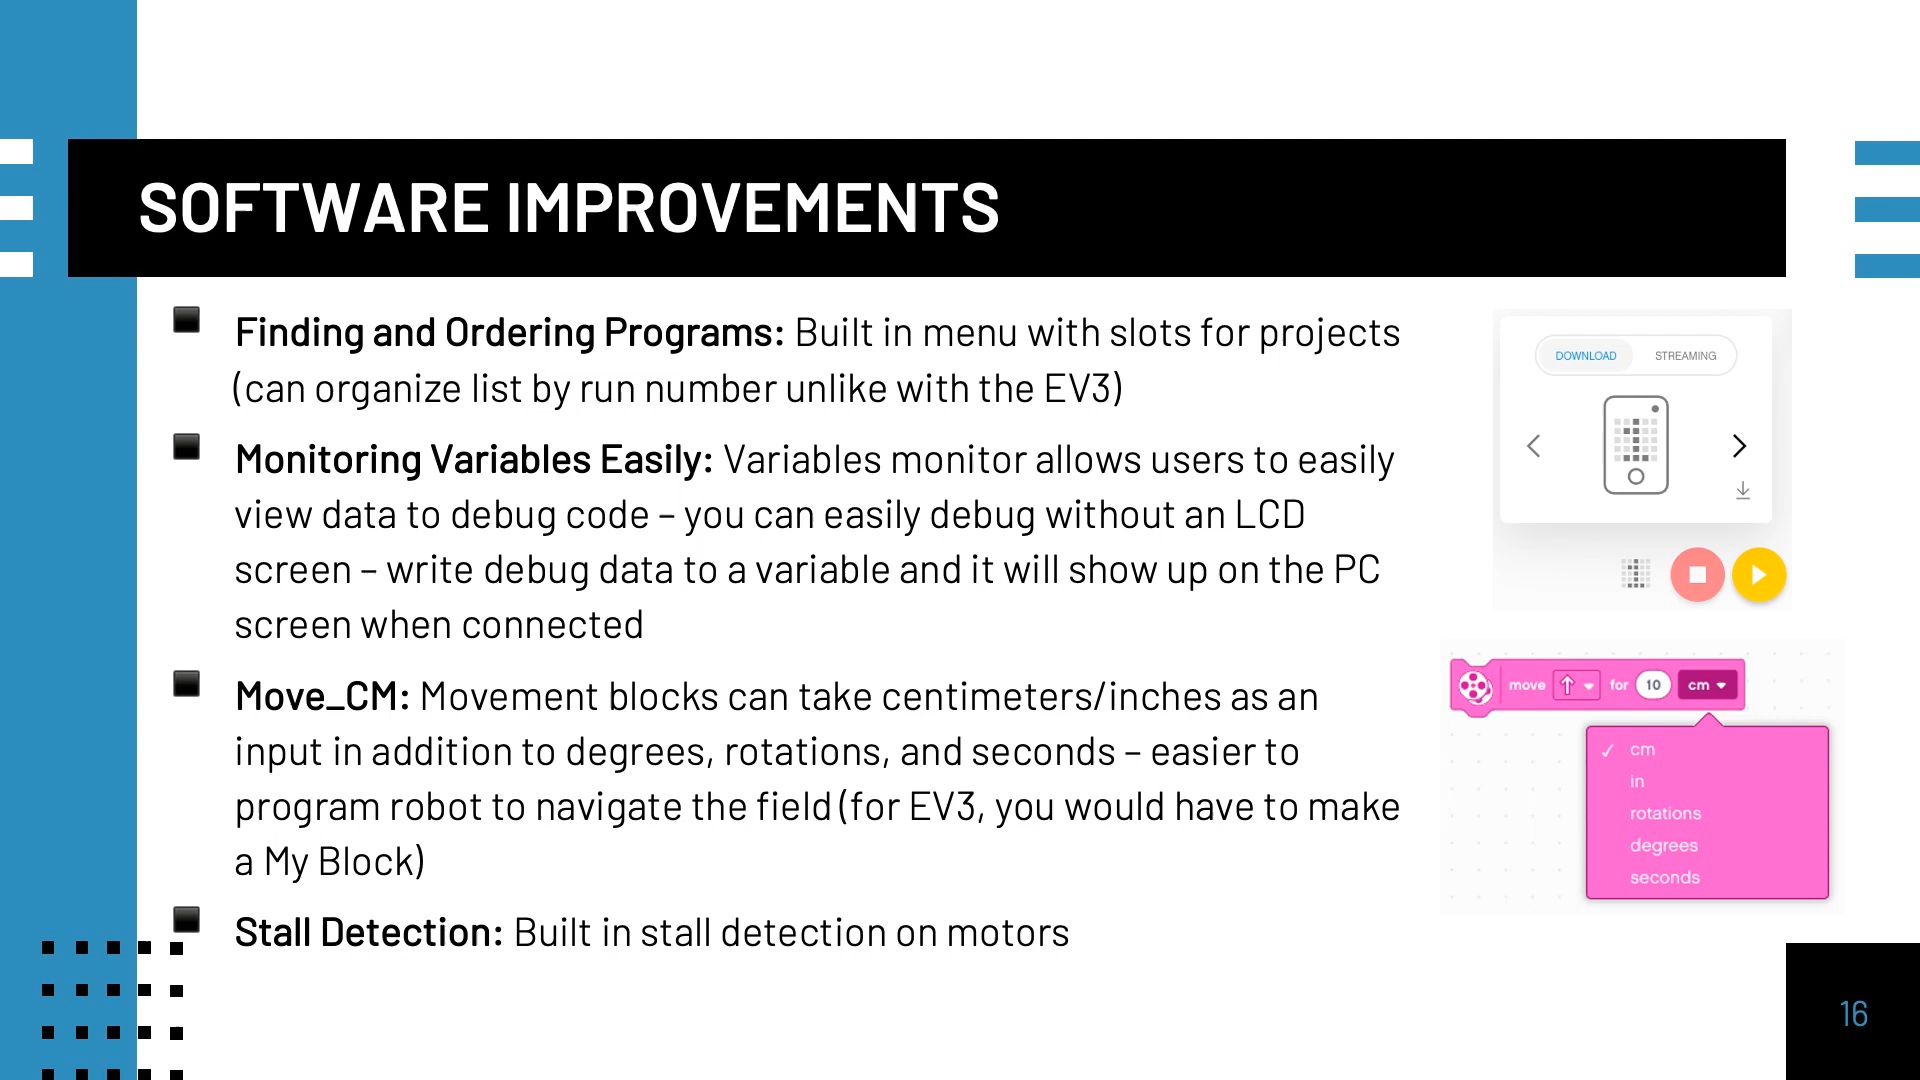 SOFTWARE IMPROVEMENTS
Finding and Ordering Programs: Built in menu with slots for projects
(can organize list by run number unlike with the EV3)
Monitoring Variables Easily: Variables monitor allows users to easily
view data to debug code – you can easily debug without an LCD
screen – write debug data to a variable and it will show up on the PC
screen when connected
Move_CM: Movement blocks can take centimeters/inches as an
input in addition to degrees, rotations, and seconds – easier to
program robot to navigate the field (for EV3, you would have to make
a My Block)
Stall Detection: Built in stall detection on motors
DOWNLOAD STREAMING
move for 10 cm
cm
in
rotations
degrees
seconds
16